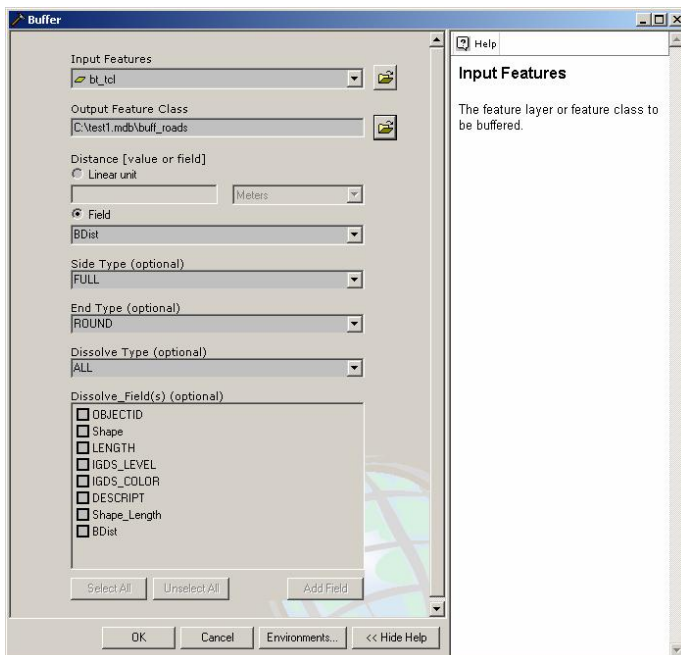 Buffer
Input Features
bt_tcl
Output Feature Class
C:\test1.mdb\buff_roads
Distance [value or field]
Linear unit
Meters
Field
BDist
Side Type (optional)
FULL
End Type (optional)
ROUND
Dissolve Type (optional)
ALL
Dissolve_Field(s) (optional)
OBJECTID
Shape
LENGTH
IGDS_LEVEL
IGDS_COLOR
DESCRIPT
Shape_Length
BDist
Select All Unselect All Add Field
OK Cancel Environments... << Hide Help
Help
Input Features
The feature layer or feature class to
be buffered.